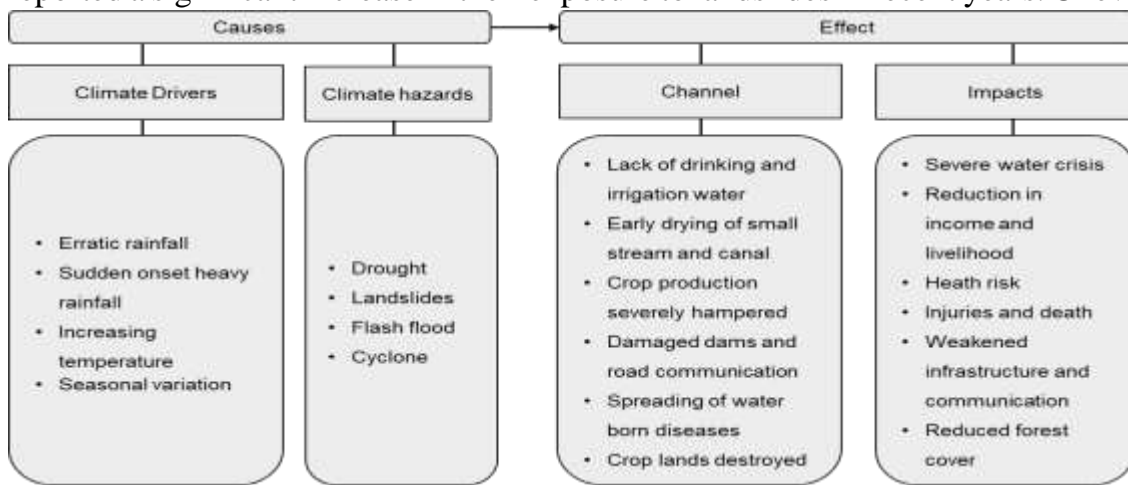 Causes
Effect
Climate Drivers
Climate hazards
Channel
Impacts
• Erratic rainfall
• Sudden onset heavy
rainfall
• Increasing
temperature
• Seasonal variation
• Drought
• Landslides
• Flash flood
• Cyclone
• Lack of drinking and
irrigation water
• Early drying of small
stream and canal
• Crop production
severely hampered
• Damaged dams and
road communication
• Spreading of water
born diseases
• Crop lands destroyed
• Severe water crisis
• Reduction in
income and
livelihood
• Heath risk
• Injuries and death
• Weakened
infrastructure and
communication
• Reduced forest
cover